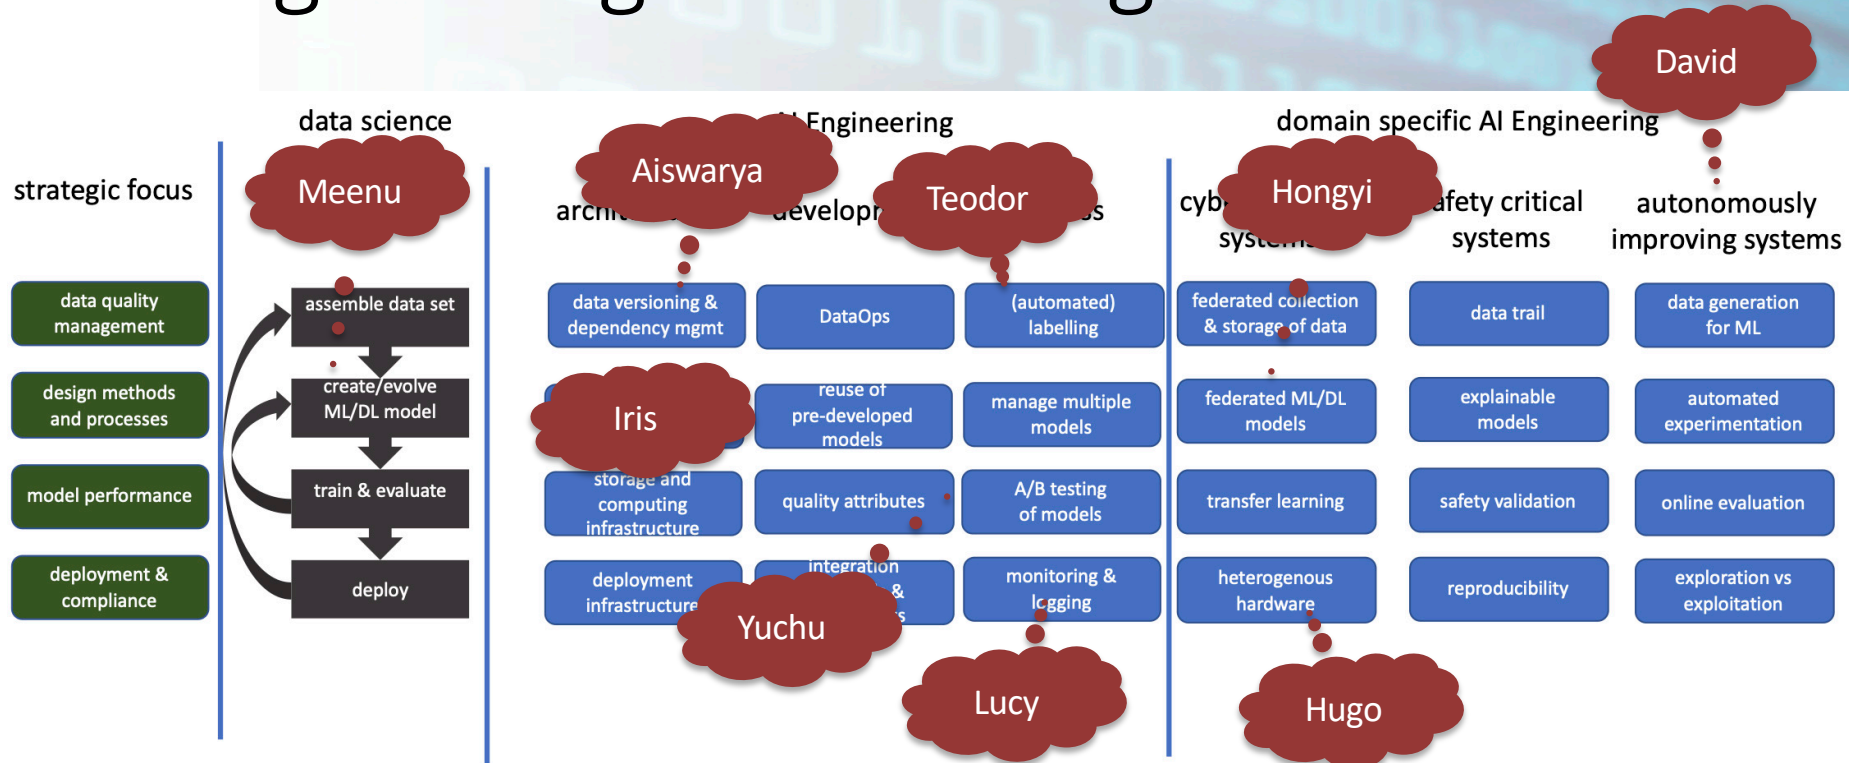 David
data science
Engineering
domain specific AI Engineering
Meenu
Aiswarya
Teodor
Hongyi
strategic focus
safety critical
systems
autonomously
improving systems
data quality
management
assemble data set
data versioning &
dependency mgmt
DataOps
(automated)
labelling
federated collection
& storage of data
data trail
data generation
for ML
design methods
and processes
create/evolve
ML/DL model
Iris
reuse of
pre-developed
models
manage multiple
models
federated ML/DL
models
explainable
models
automated
experimentation
model performance
train & evaluate
storage and
computing
infrastructure
quality attributes
A/B testing
of models
transfer learning
safety validation
online evaluation
deployment &
compliance
deploy
deployment
infrastructure
integration
&
monitoring &
logging
heterogenous
hardware
reproducibility
exploration vs
exploitation
Yuchu
Lucy
Hugo